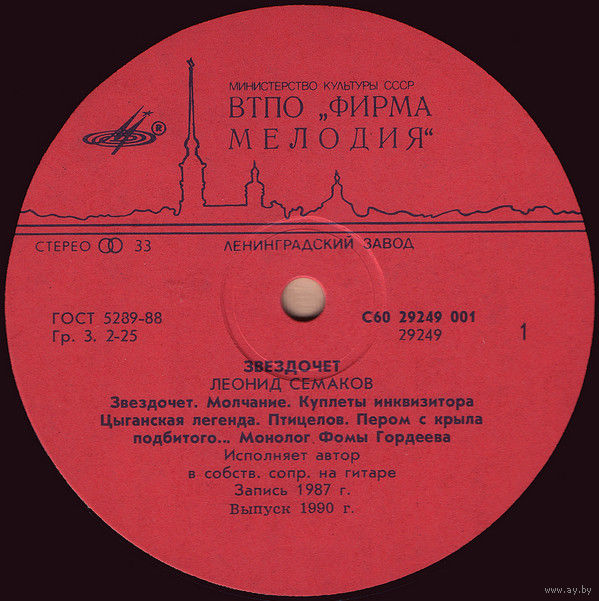 МИНИСТЕРСТВО КУЛЬТУРЫ СССР
ВТПО „ФИРМА
МЕЛОДИЯ“
®
СТЕРЕО 33
ЛЕНИНГРАДСКИЙ ЗАВОД
ГОСТ 5289-88
Гр. 3. 2-25
С60 29249 001
29249
1
ЗВЕЗДОЧЕТ
ЛЕОНИД СЕМАКОВ
Звездочет. Молчание. Куплеты инквизитора
Цыганская легенда. Птицелов. Пером с крыла
подбитого... Монолог Фомы Гордеева
Исполняет автор
в собств. сопр. на гитаре
Запись 1987 г.
Выпуск 1990 г.
www.ay.by